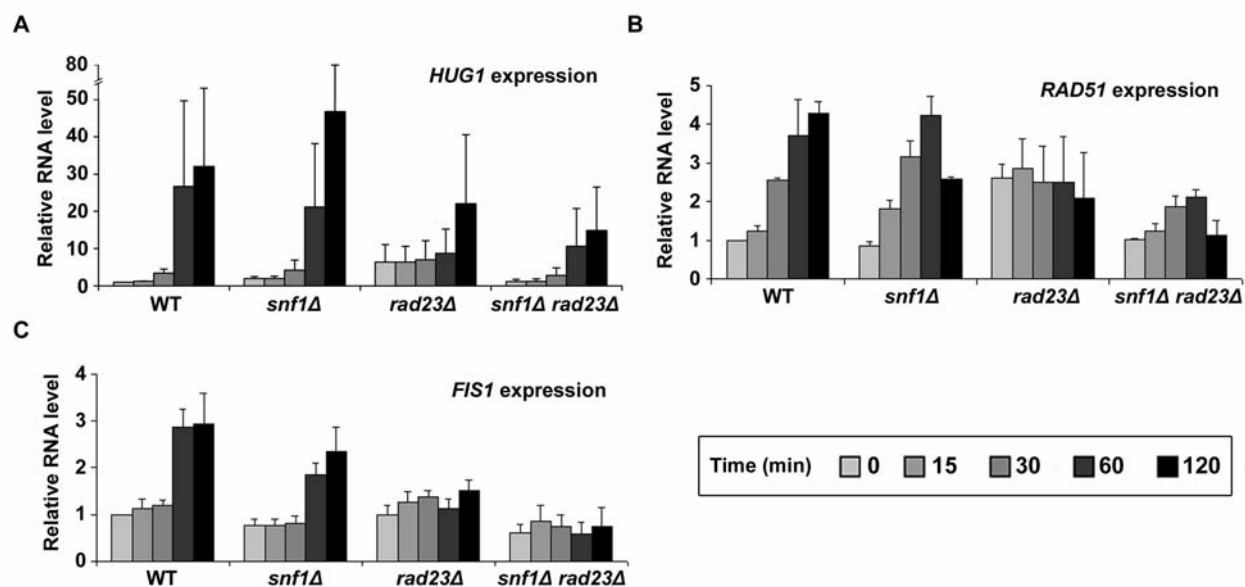 A
HUG1 expression
Relative RNA level
80
50
40
30
20
10
0
WT
snf1Δ
rad23Δ
snf1Δ rad23Δ
B
RAD51 expression
Relative RNA level
5
4
3
2
1
0
WT
snf1Δ
rad23Δ
snf1Δ rad23Δ
C
FIS1 expression
Relative RNA level
4
3
2
1
0
WT
snf1Δ
rad23Δ
snf1Δ rad23Δ
Time (min) 0 15 30 60 120